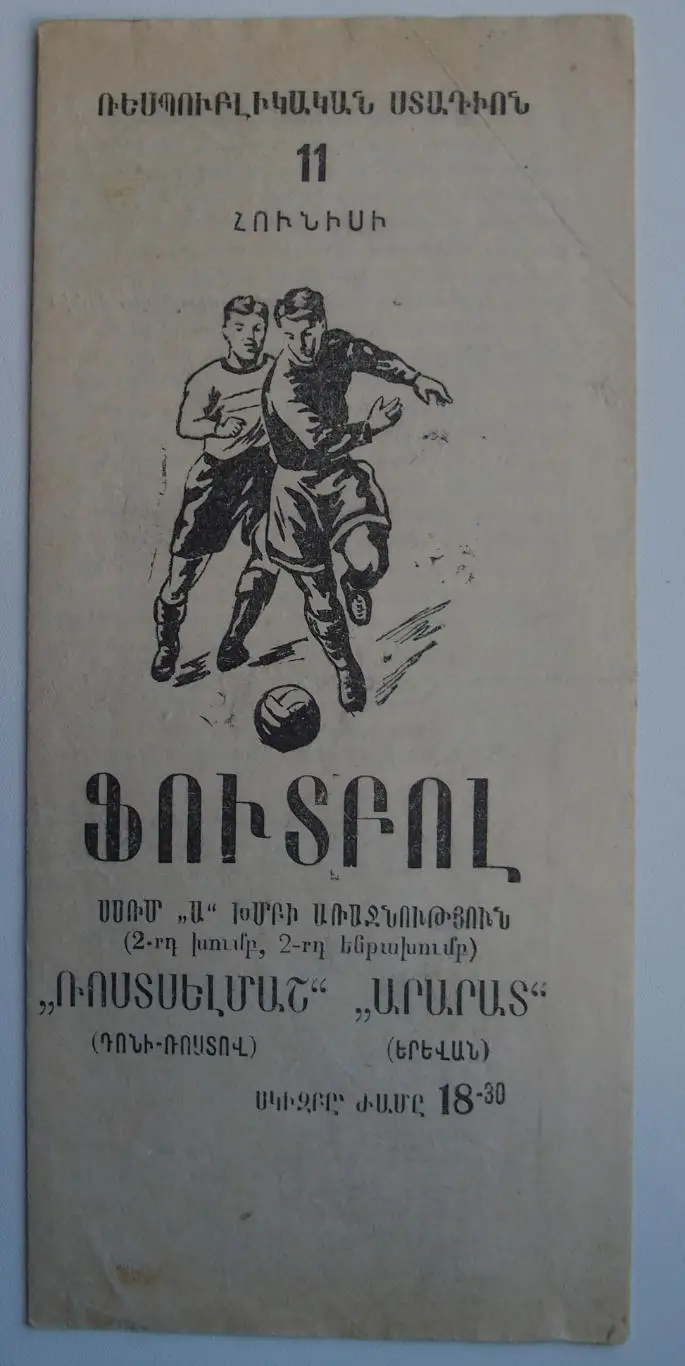 ՌԵՍՊՈՒԲԼԻԿԱԿԱՆ ՍՏԱԴԻՈՆ
11
ՀՈՒՆԻՍԻ
ՖՈՒՏԲՈԼ
ՍՍՌՄ „Ա“ ԽՄԲԻ ԱՌԱՋՆՈՒԹՅՈՒՆ
(2-րդ խումբ, 2-րդ ենթախումբ)
„ՌՈՍՏՍԵԼՄԱՇ“ „ԱՐԱՐԱՏ“
(ԴՈՆԻ-ՌՈՍՏՈՎ) (ԵՐԵՎԱՆ)
ՍԿԻԶԲԸ ԺԱՄԸ 18-30